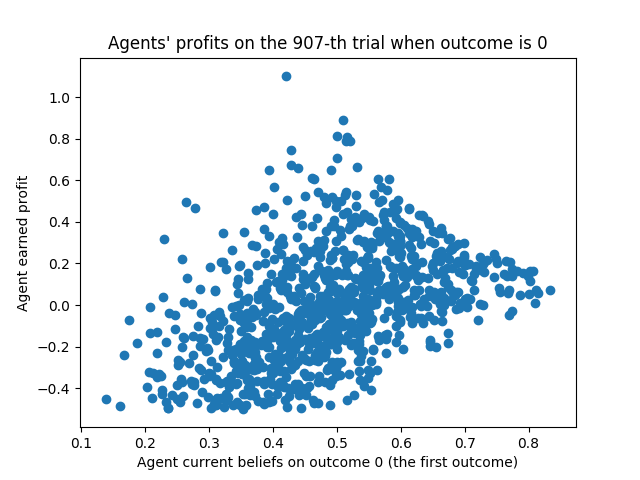 Agents' profits on the 907-th trial when outcome is 0
1.0
0.8
0.6
0.4
0.2
0.0
−0.2
−0.4
Agent earned profit
0.1 0.2 0.3 0.4 0.5 0.6 0.7 0.8
Agent current beliefs on outcome 0 (the first outcome)